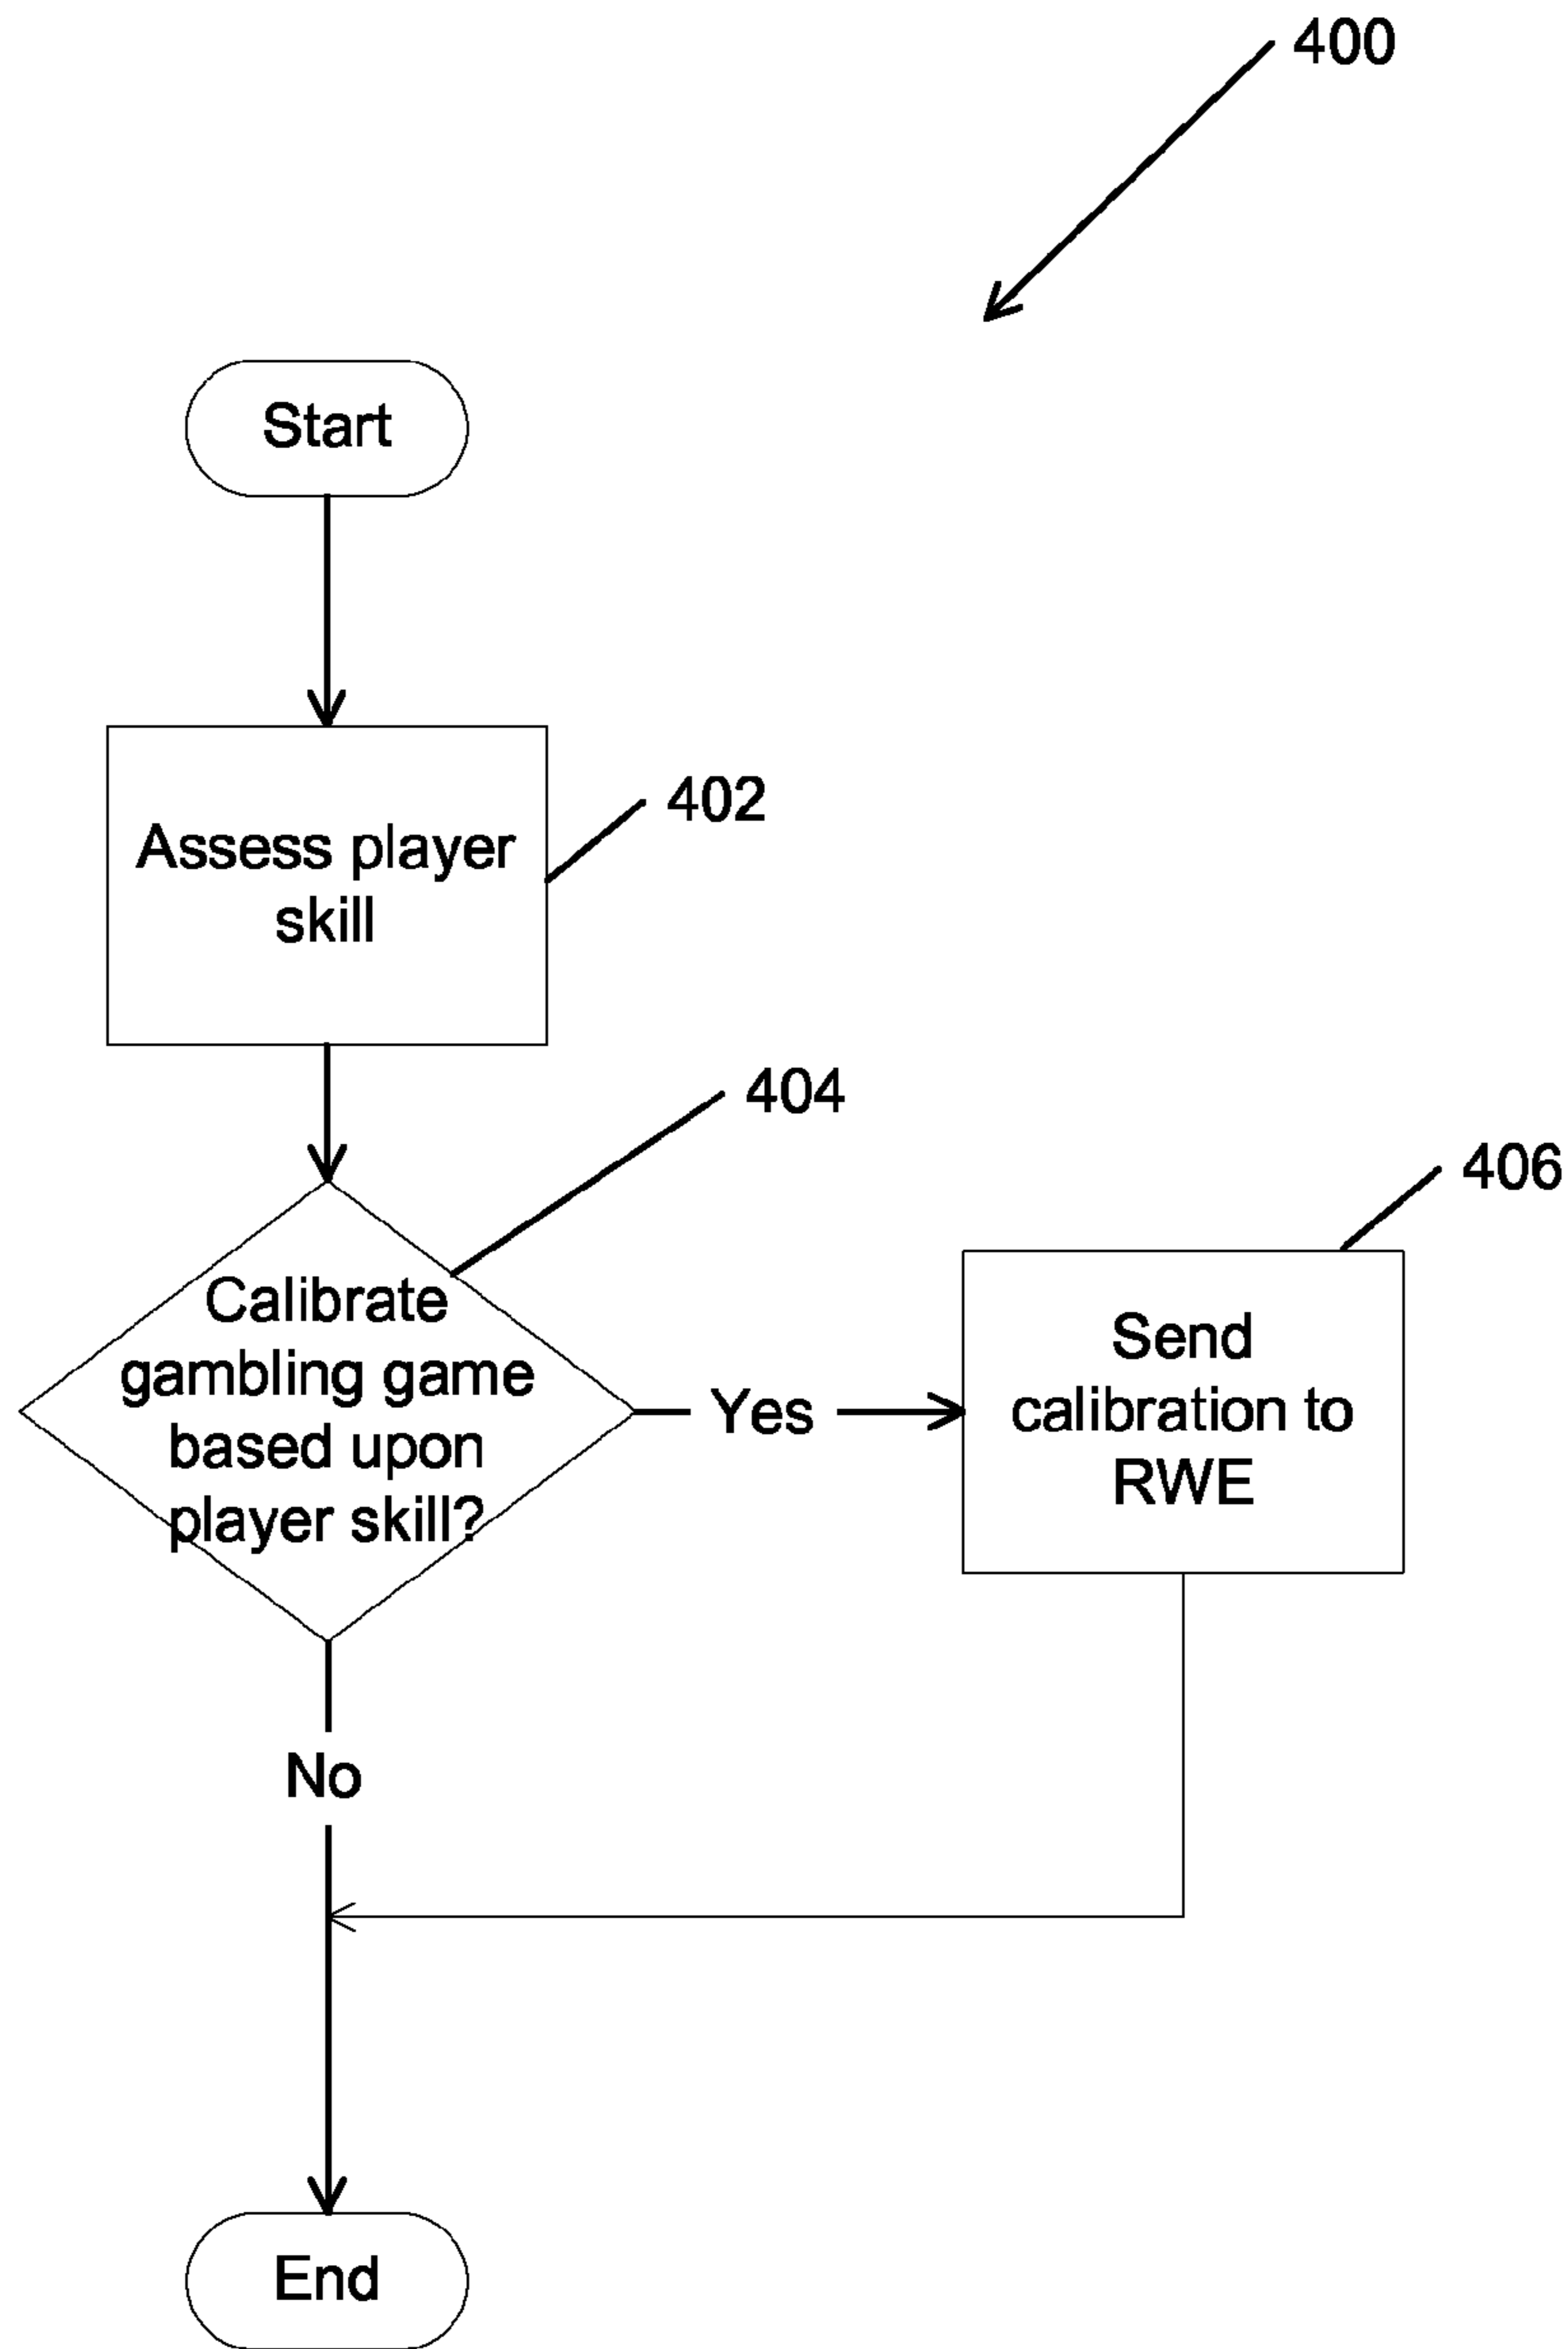 400
Start
402
Assess player
skill
404
Calibrate
gambling game
based upon
player skill?
Yes
406
Send
calibration to
RWE
No
End